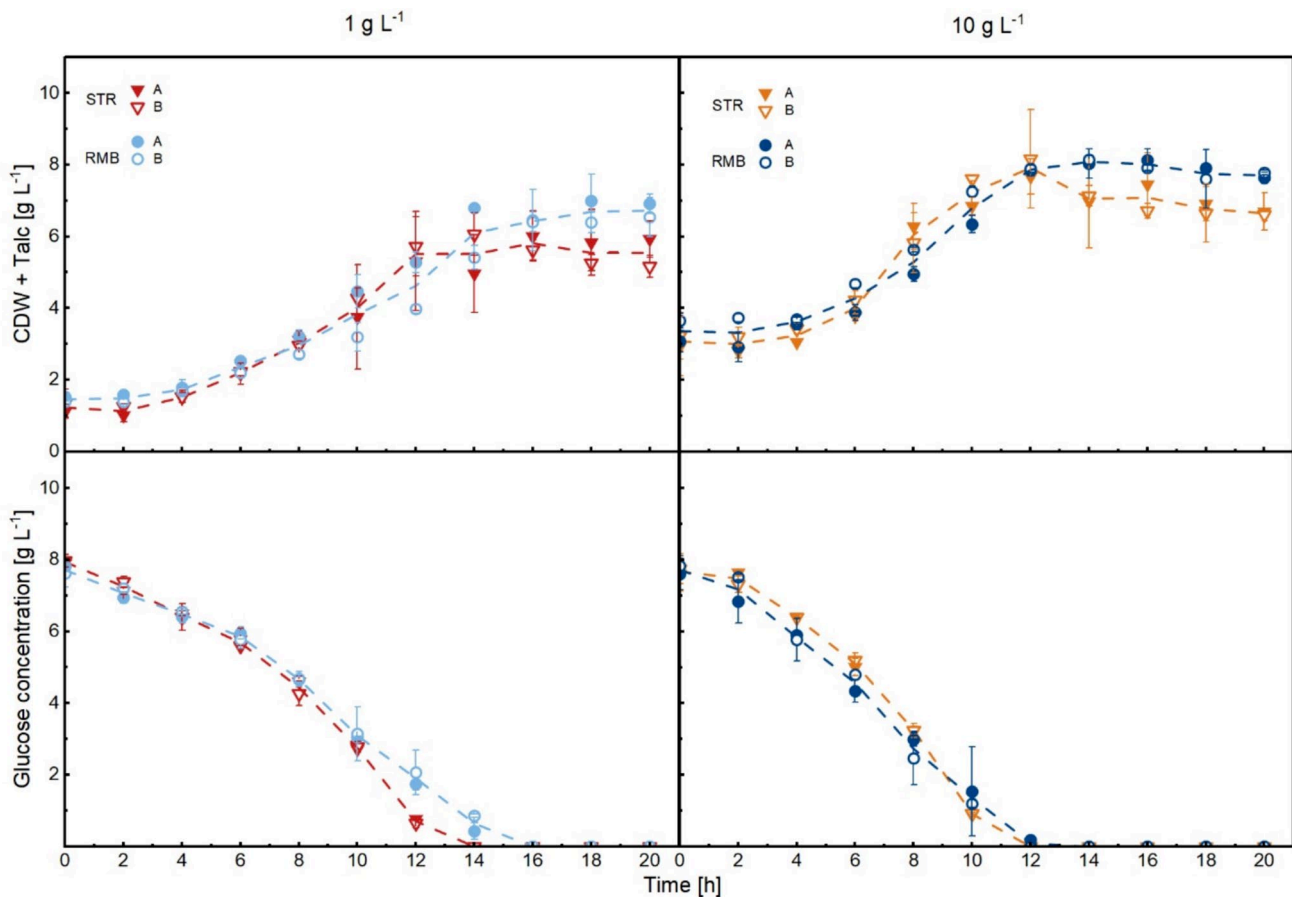 1 g L⁻¹
10 g L⁻¹
CDW + Talc [g L⁻¹]
10
8
6
4
2
0
STR A
B
RMB A
B
STR A
B
RMB A
B
Glucose concentration [g L⁻¹]
10
8
6
4
2
0 2 4 6 8 10 12 14 16 18 20
0 2 4 6 8 10 12 14 16 18 20
Time [h]